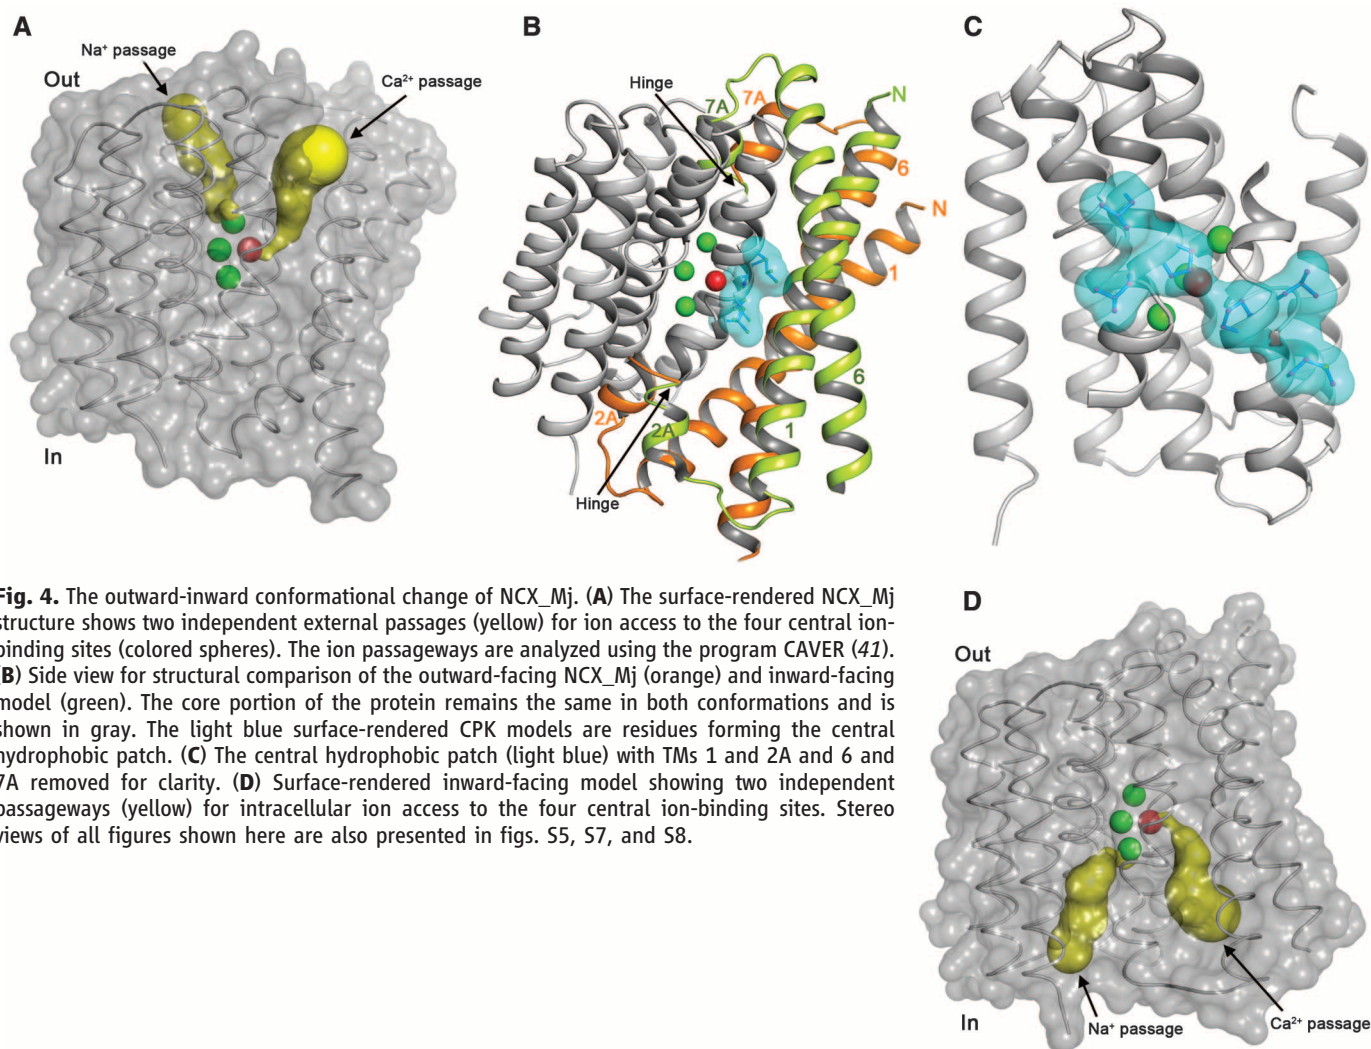 A
Na+ passage
Out
Ca2+ passage
In
B
Hinge
7A
7A
N
6
N
1
6
2A
2A
1
Hinge
C
Fig. 4. The outward-inward conformational change of NCX_Mj. (A) The surface-rendered NCX_Mj
structure shows two independent external passages (yellow) for ion access to the four central ion-
binding sites (colored spheres). The ion passageways are analyzed using the program CAVER (41).
(B) Side view for structural comparison of the outward-facing NCX_Mj (orange) and inward-facing
model (green). The core portion of the protein remains the same in both conformations and is
shown in gray. The light blue surface-rendered CPK models are residues forming the central
hydrophobic patch. (C) The central hydrophobic patch (light blue) with TMs 1 and 2A and 6 and
7A removed for clarity. (D) Surface-rendered inward-facing model showing two independent
passageways (yellow) for intracellular ion access to the four central ion-binding sites. Stereo
views of all figures shown here are also presented in figs. S5, S7, and S8.
D
Out
In
Na+ passage
Ca2+ passage